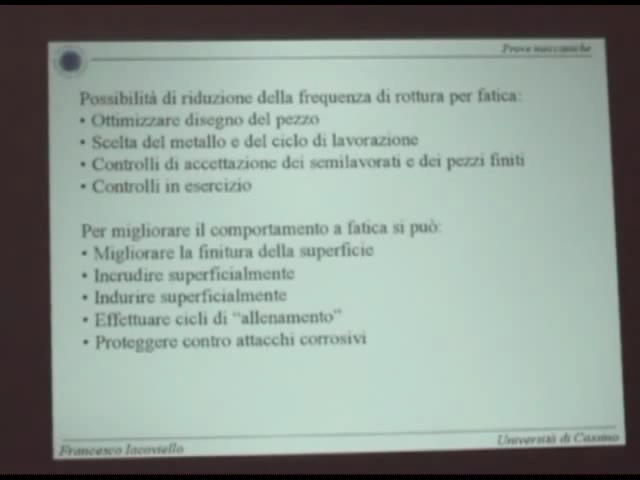 Prove meccaniche
Possibilità di riduzione della frequenza di rottura per fatica:
• Ottimizzare disegno del pezzo
• Scelta del metallo e del ciclo di lavorazione
• Controlli di accettazione dei semilavorati e dei pezzi finiti
• Controlli in esercizio
Per migliorare il comportamento a fatica si può:
• Migliorare la finitura della superficie
• Incrudire superficialmente
• Indurire superficialmente
• Effettuare cicli di “allenamento”
• Proteggere contro attacchi corrosivi
Francesco Iacoviello
Università di Cassino